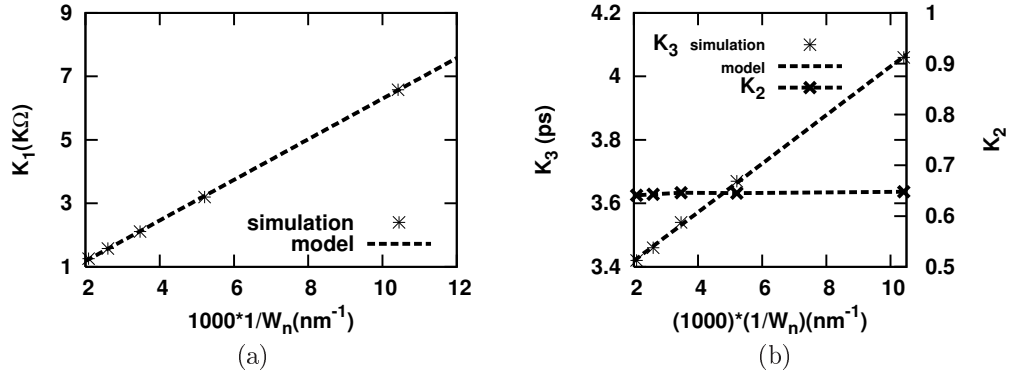 9
7
5
3
1
K1(KΩ)
simulation
model
2 4 6 8 10 12
1000*1/Wn(nm-1)
(a)
4.2
4
3.8
3.6
3.4
K3 (ps)
K3 simulation
model
K2
1
0.9
0.8
0.7
0.6
0.5
K2
2 4 6 8 10
(1000)*(1/Wn)(nm-1)
(b)